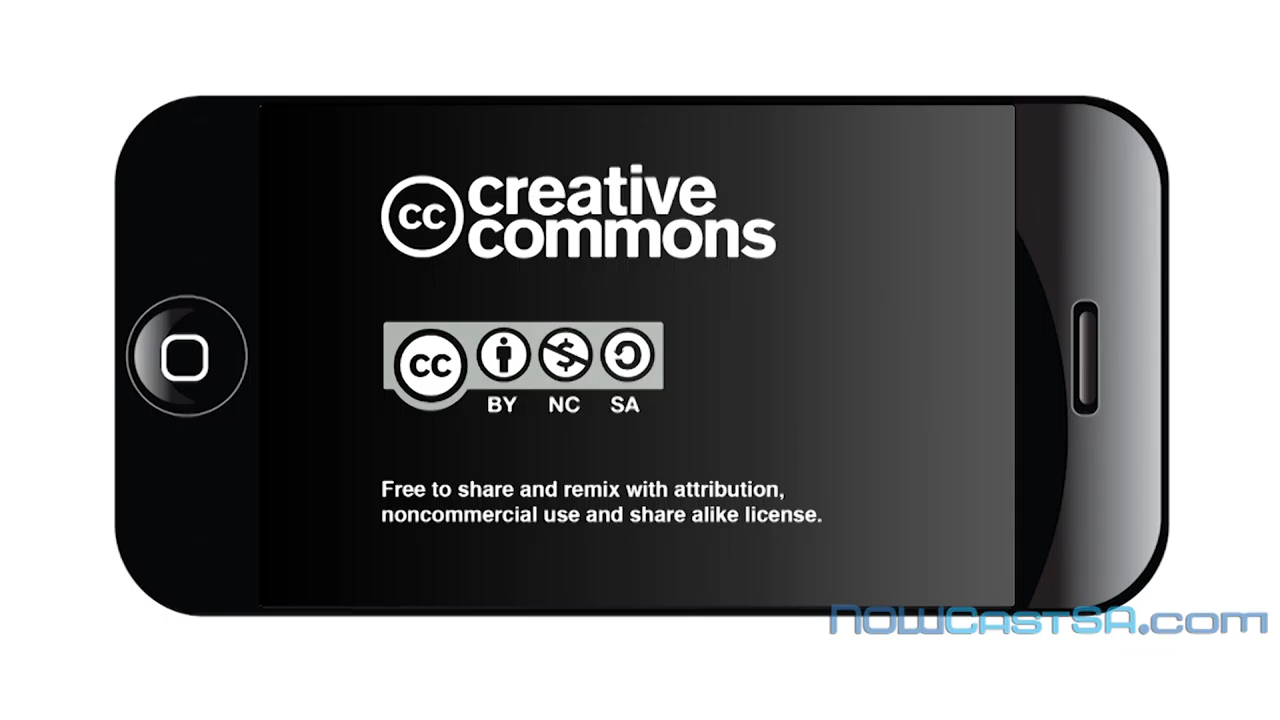 cc creative
commons
cc
BY NC SA
Free to share and remix with attribution,
noncommercial use and share alike license.
NOWCastSA.com